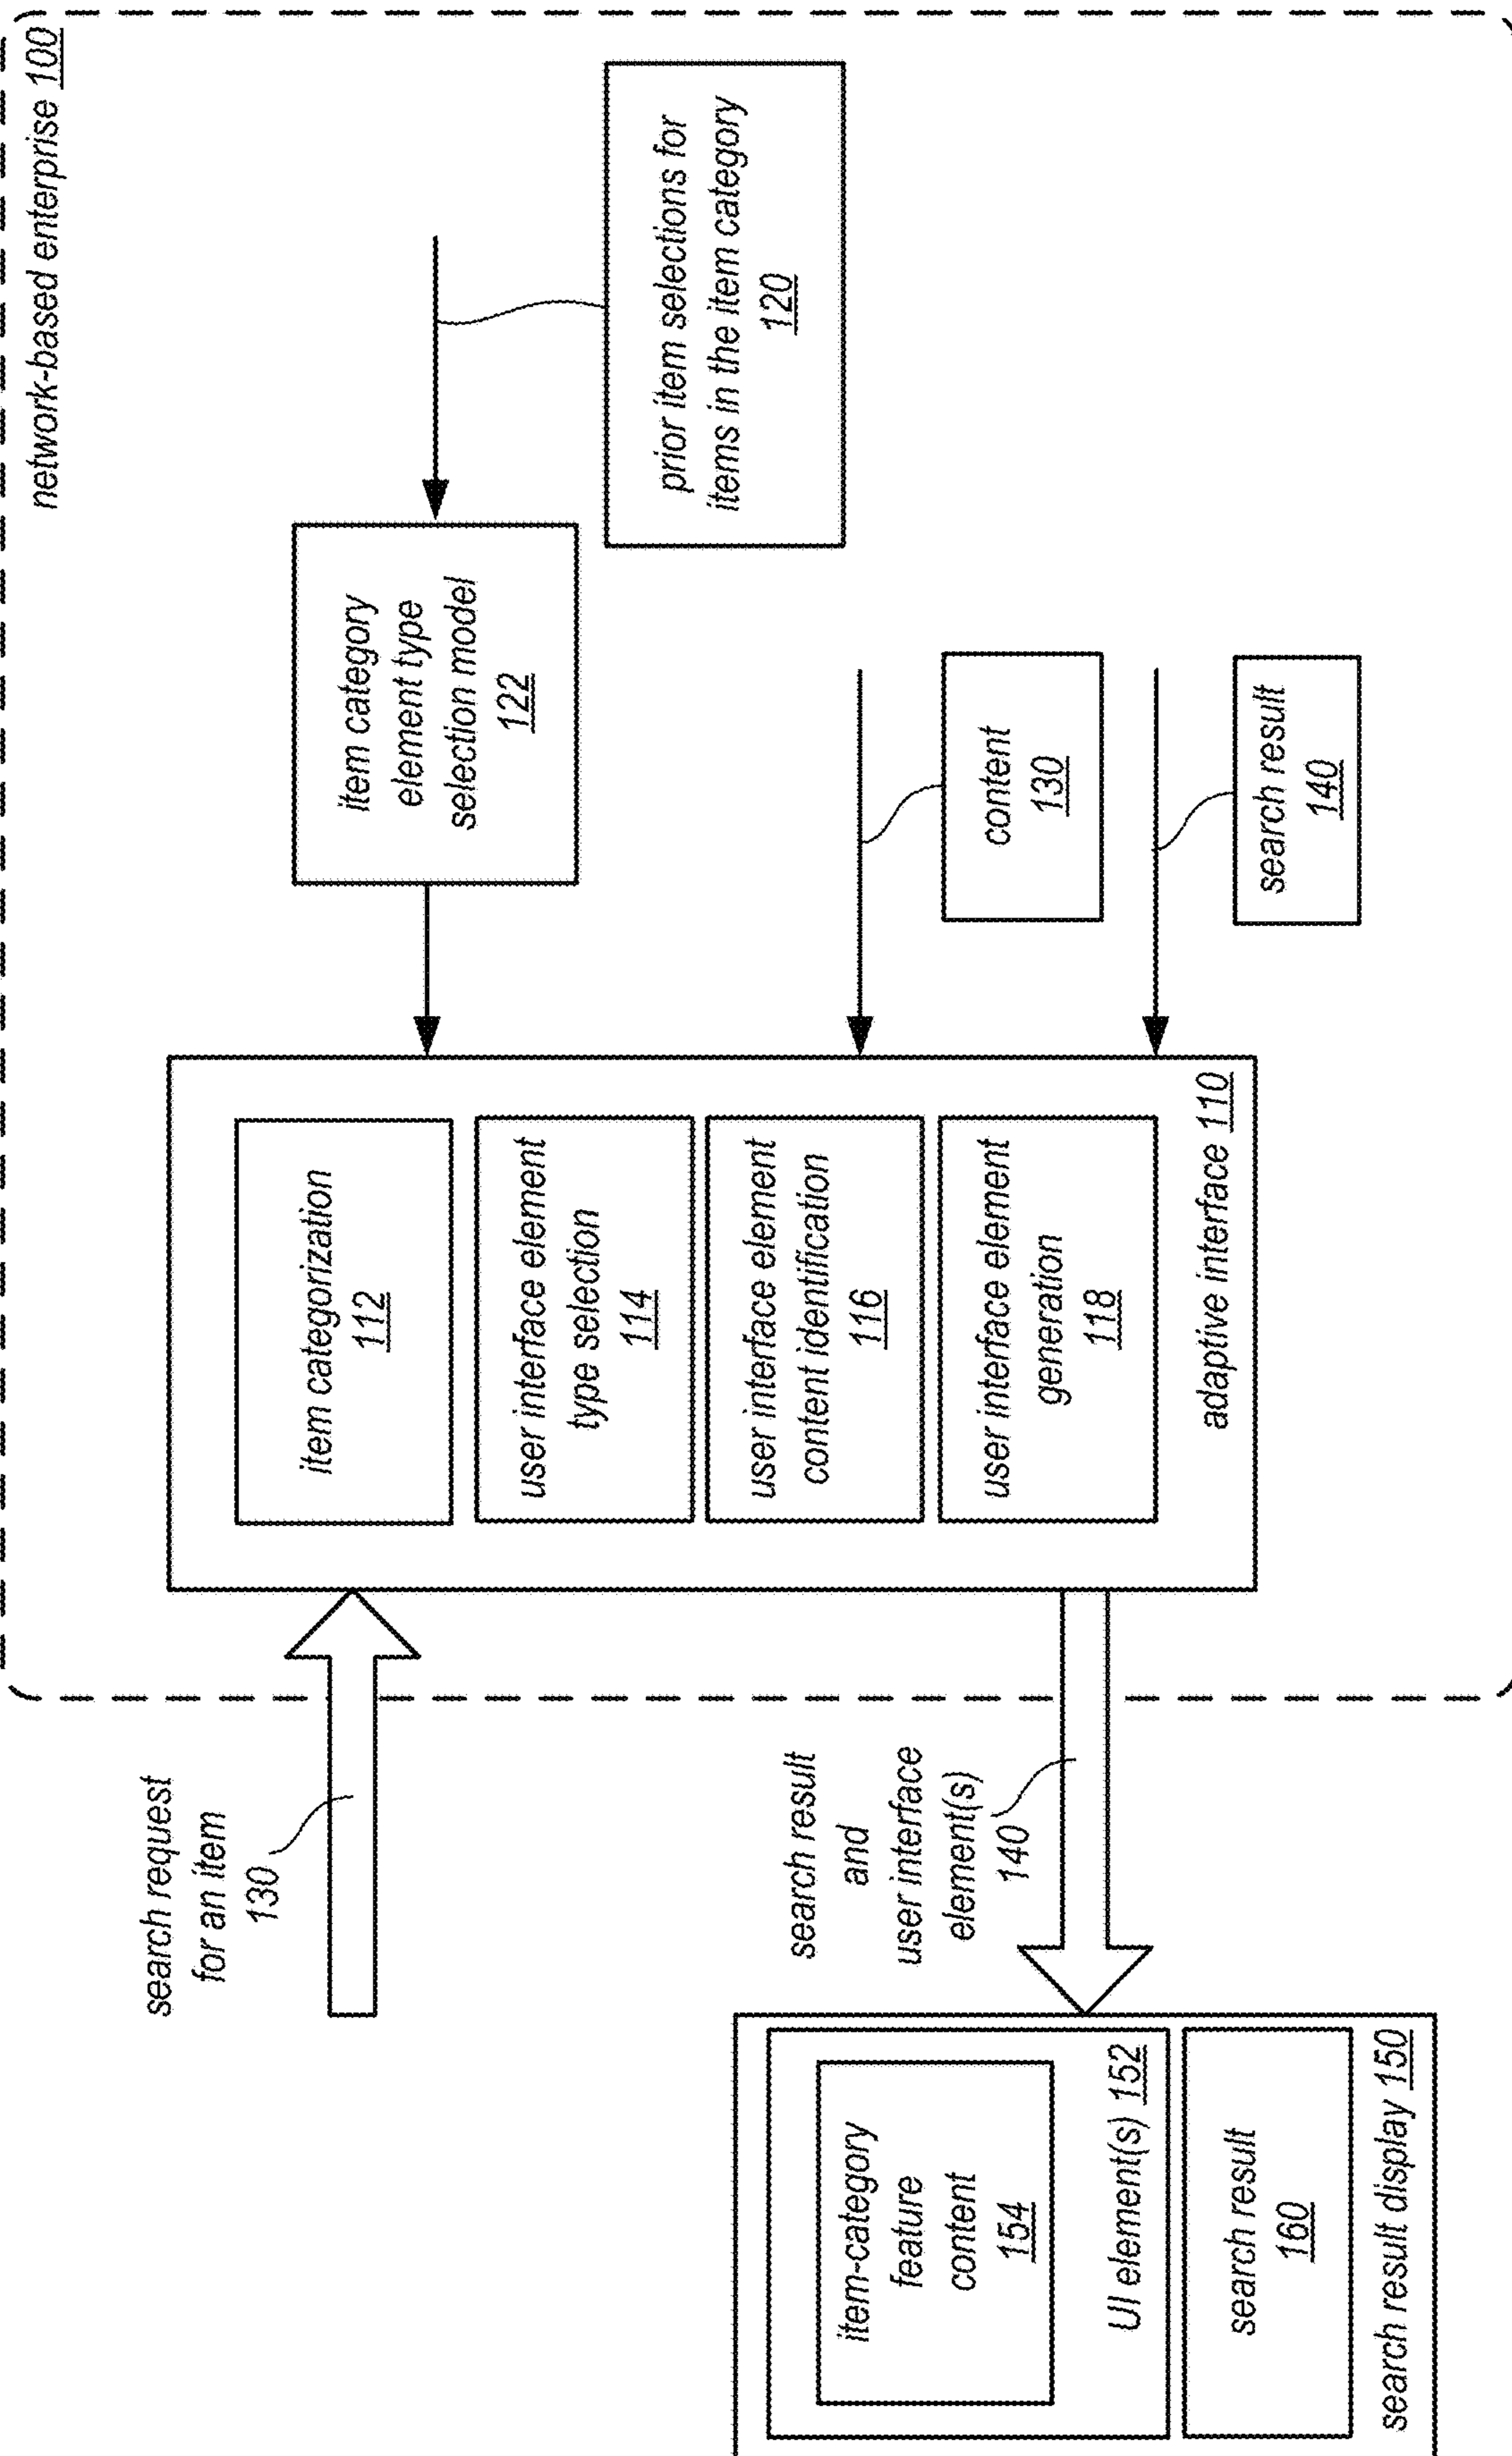 network-based enterprise 100
search request
for an item
130
item categorization
112
user interface element
type selection
114
user interface element
content identification
116
user interface element
generation
118
adaptive interface 110
item category
element type
selection model
122
prior item selections for
items in the item category
120
content
130
search result
140
search result
and
user interface
element(s)
140
item-category
feature
content
154
UI element(s) 152
search result
160
search result display 150